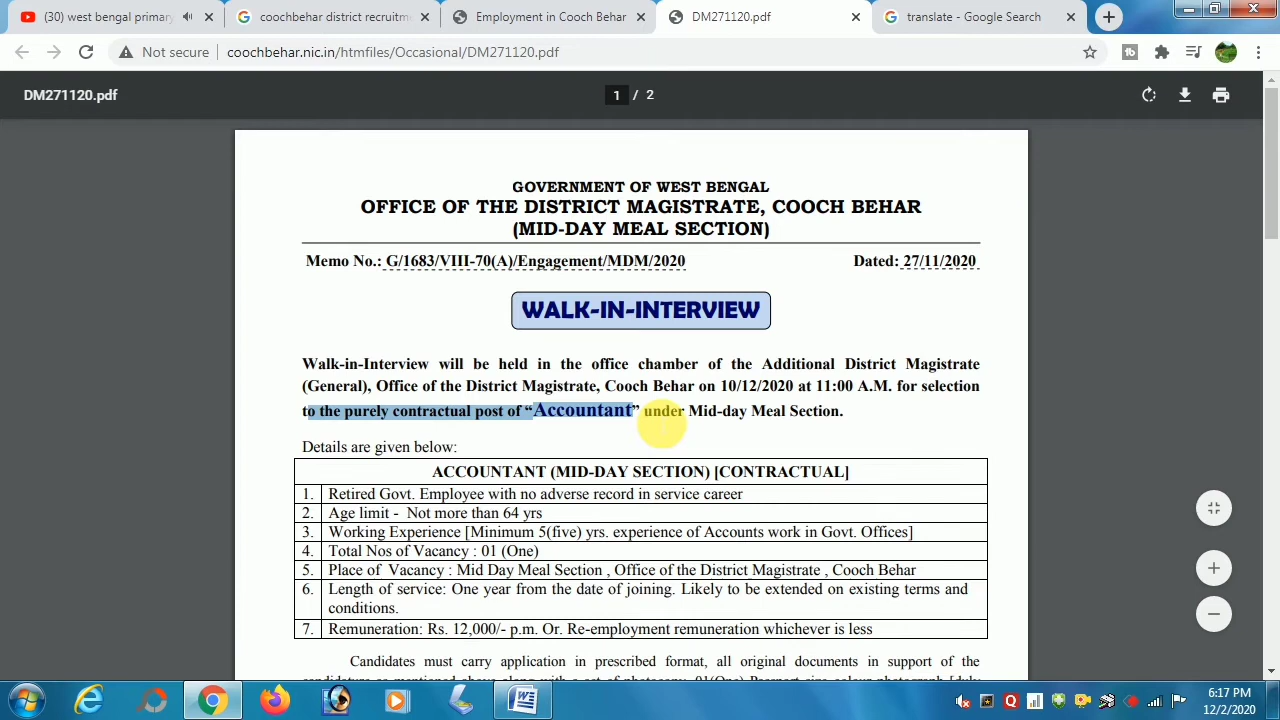 (30) west bengal primary
coochbehar district recruitm
Employment in Cooch Behar
DM271120.pdf
translate - Google Search
Not secure
coochbehar.nic.in/htmfiles/Occasional/DM271120.pdf
DM271120.pdf
1 / 2
GOVERNMENT OF WEST BENGAL
OFFICE OF THE DISTRICT MAGISTRATE, COOCH BEHAR
(MID-DAY MEAL SECTION)
Memo No.: G/1683/VIII-70(A)/Engagement/MDM/2020 Dated: 27/11/2020
WALK-IN-INTERVIEW
Walk-in-Interview will be held in the office chamber of the Additional District Magistrate
(General), Office of the District Magistrate, Cooch Behar on 10/12/2020 at 11:00 A.M. for selection
to the purely contractual post of “Accountant” under Mid-day Meal Section.
Details are given below:
ACCOUNTANT (MID-DAY SECTION) [CONTRACTUAL]
1. Retired Govt. Employee with no adverse record in service career
2. Age limit - Not more than 64 yrs
3. Working Experience [Minimum 5(five) yrs. experience of Accounts work in Govt. Offices]
4. Total Nos of Vacancy : 01 (One)
5. Place of Vacancy : Mid Day Meal Section , Office of the District Magistrate , Cooch Behar
6. Length of service: One year from the date of joining. Likely to be extended on existing terms and
conditions.
7. Remuneration: Rs. 12,000/- p.m. Or. Re-employment remuneration whichever is less
Candidates must carry application in prescribed format, all original documents in support of the
6:17 PM
12/2/2020